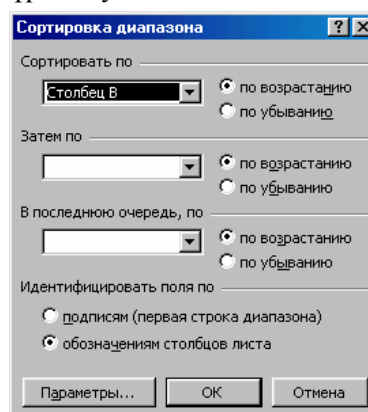 Сортировка диапазона
Сортировать по
Столбец В
по возрастанию
по убыванию
Затем по
по возрастанию
по убыванию
В последнюю очередь, по
по возрастанию
по убыванию
Идентифицировать поля по
подписям (первая строка диапазона)
обозначениям столбцов листа
Параметры... ОК Отмена